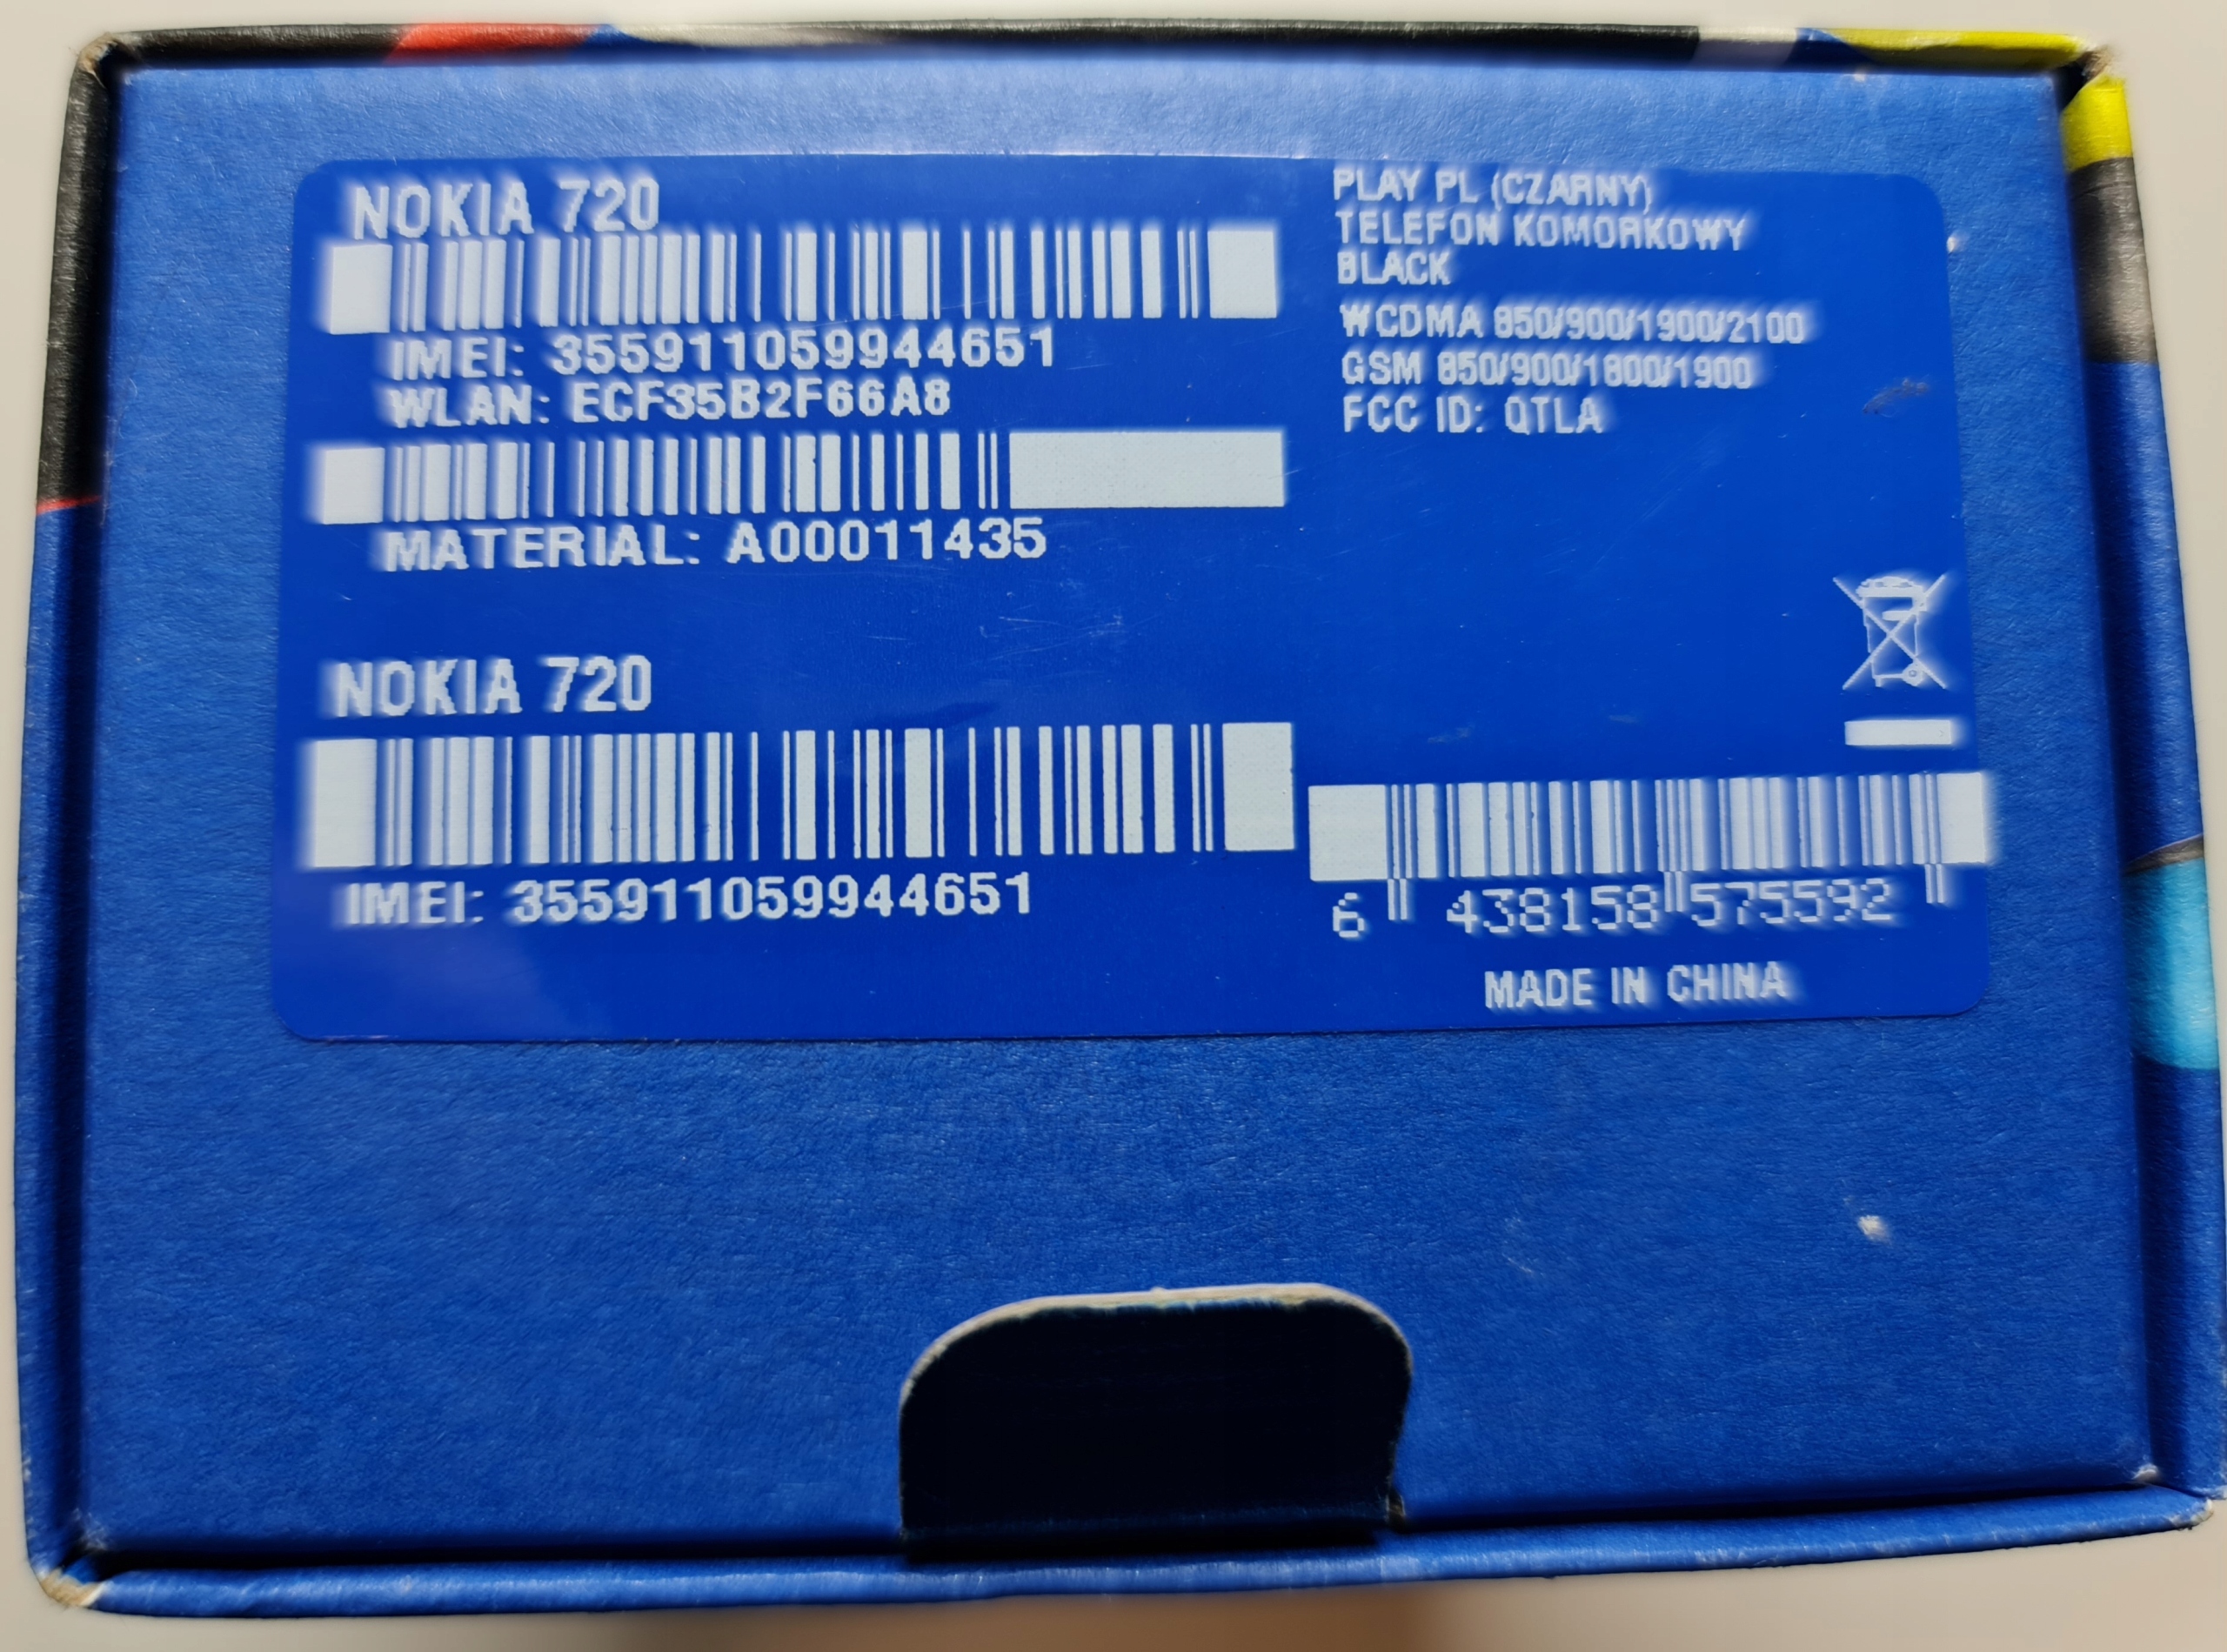 NOKIA 720
IMEI: 355911059944651
WLAN: ECF35B2F66A8
MATERIAL: A00011435
NOKIA 720
IMEI: 355911059944651
PLAY PL (CZARNY)
TELEFON KOMORKOWY
BLACK
WCDMA 850/900/1900/2100
GSM 850/900/1800/1900
FCC ID: QTLA
6 438158 575592
MADE IN CHINA